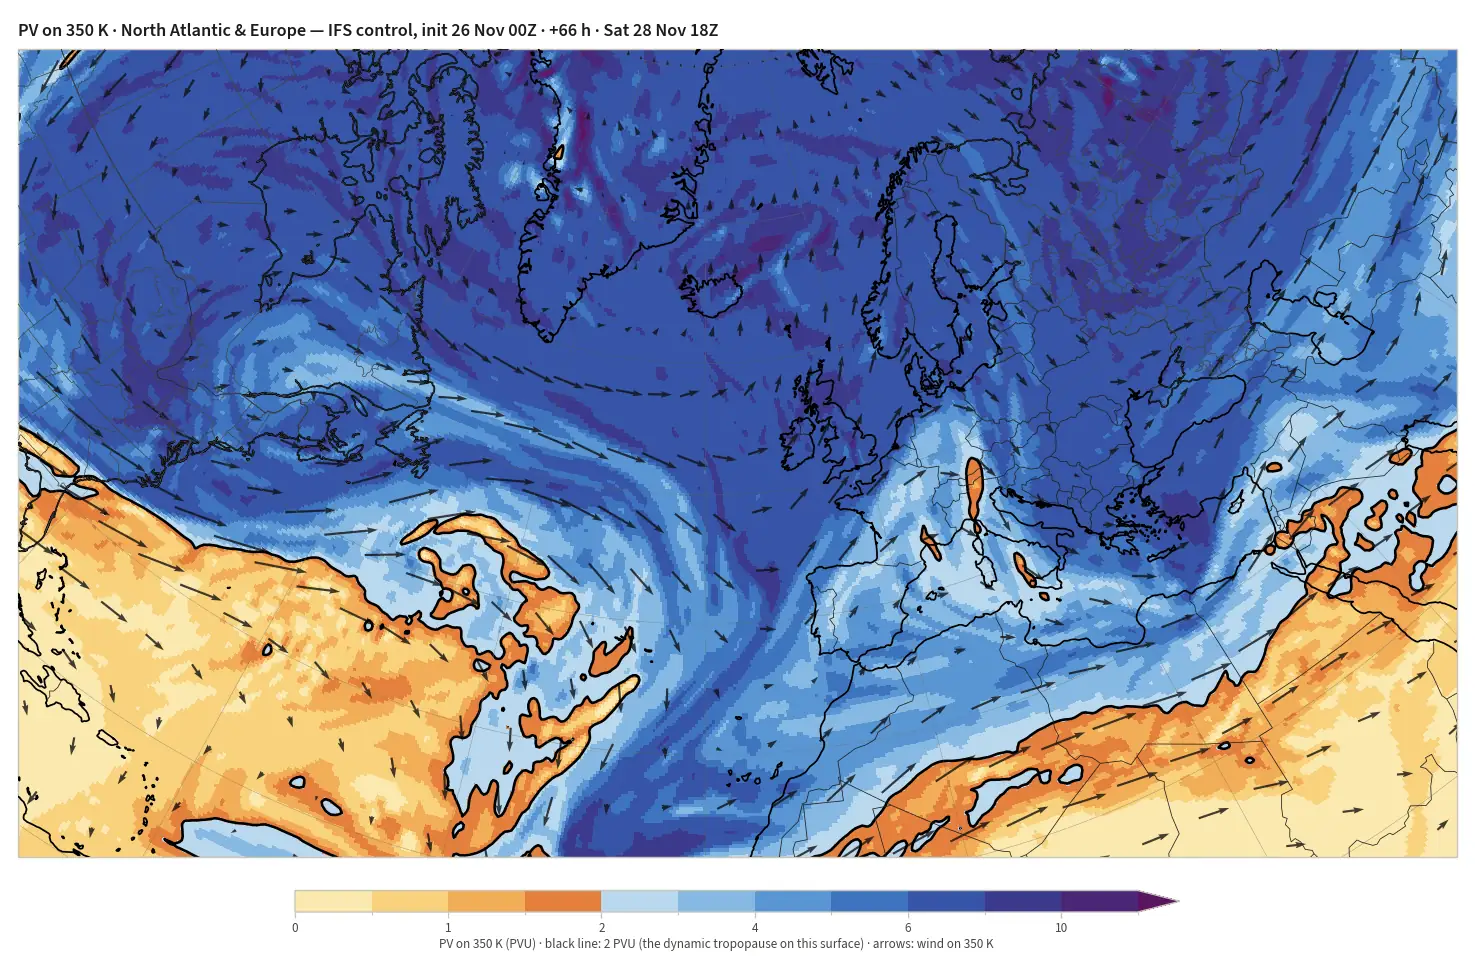 PV on 350 K · North Atlantic & Europe — IFS control, init 26 Nov 00Z · +66 h · Sat 28 Nov 18Z
0 1 2 4 6 10
PV on 350 K (PVU) · black line: 2 PVU (the dynamic tropopause on this surface) · arrows: wind on 350 K